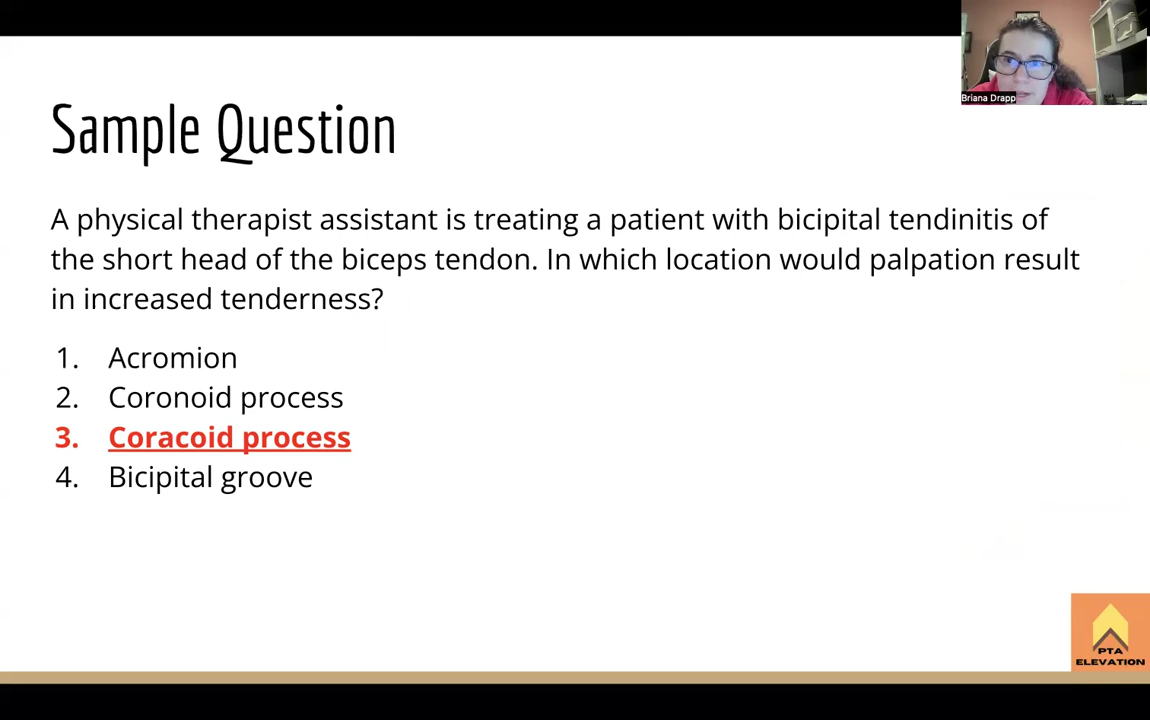 Briana Drapp
Sample Question
A physical therapist assistant is treating a patient with bicipital tendinitis of
the short head of the biceps tendon. In which location would palpation result
in increased tenderness?
1. Acromion
2. Coronoid process
3. Coracoid process
4. Bicipital groove
PTA
ELEVATION